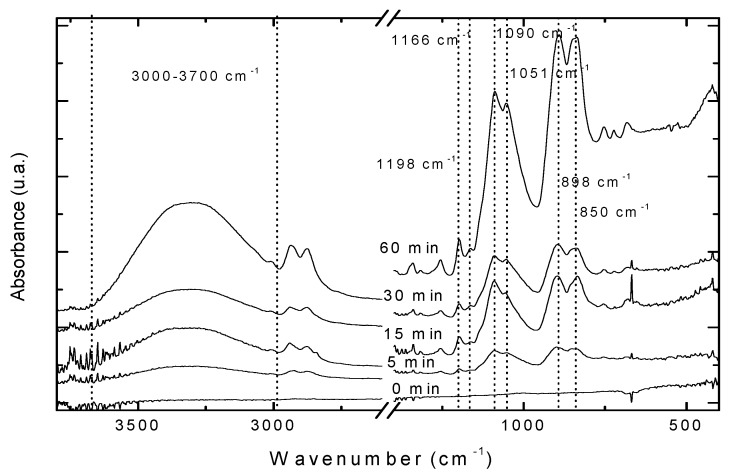 1166 cm⁻¹
1090 cm⁻¹
3000-3700 cm⁻¹
1051 cm⁻¹
1198 cm⁻¹
898 cm⁻¹
850 cm⁻¹
60 min
30 min
15 min
5 min
0 min
Absorbance (u.a.)
3500 3000 1000 500
Wavenumber (cm⁻¹)